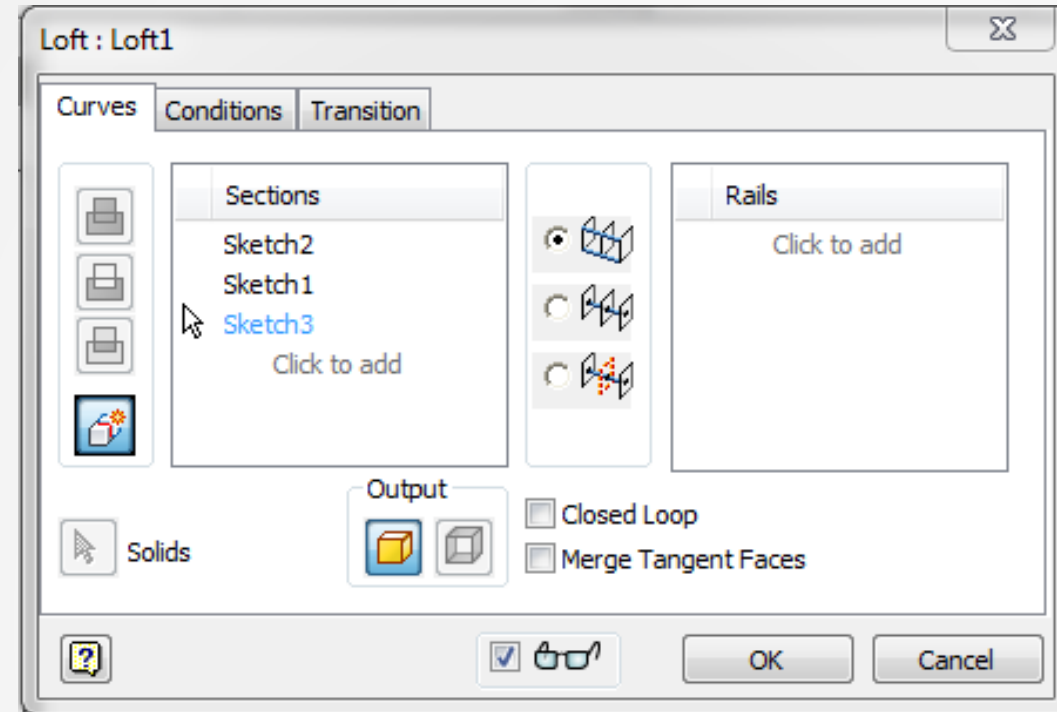 Loft : Loft1
Curves Conditions Transition
Sections
Sketch2
Sketch1
Sketch3
Click to add
Rails
Click to add
Solids
Output
Closed Loop
Merge Tangent Faces
?
OK Cancel